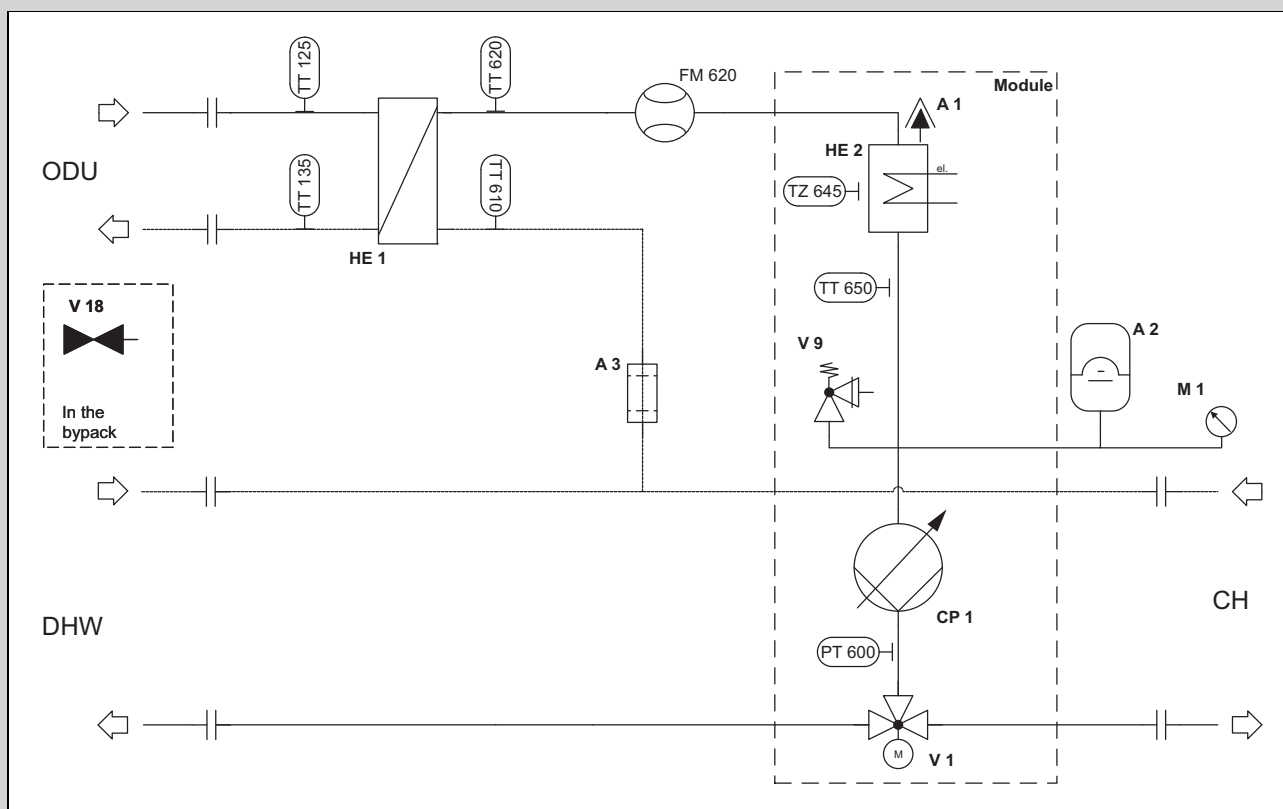 TT 125
TT 620
FM 620
Module
A 1
HE 2
el.
ODU
TT 135
TT 610
TZ 645
HE 1
TT 650
V 18
In the
bypack
V 9
A 2
A 3
M 1
CP 1
CH
DHW
PT 600
M
V 1